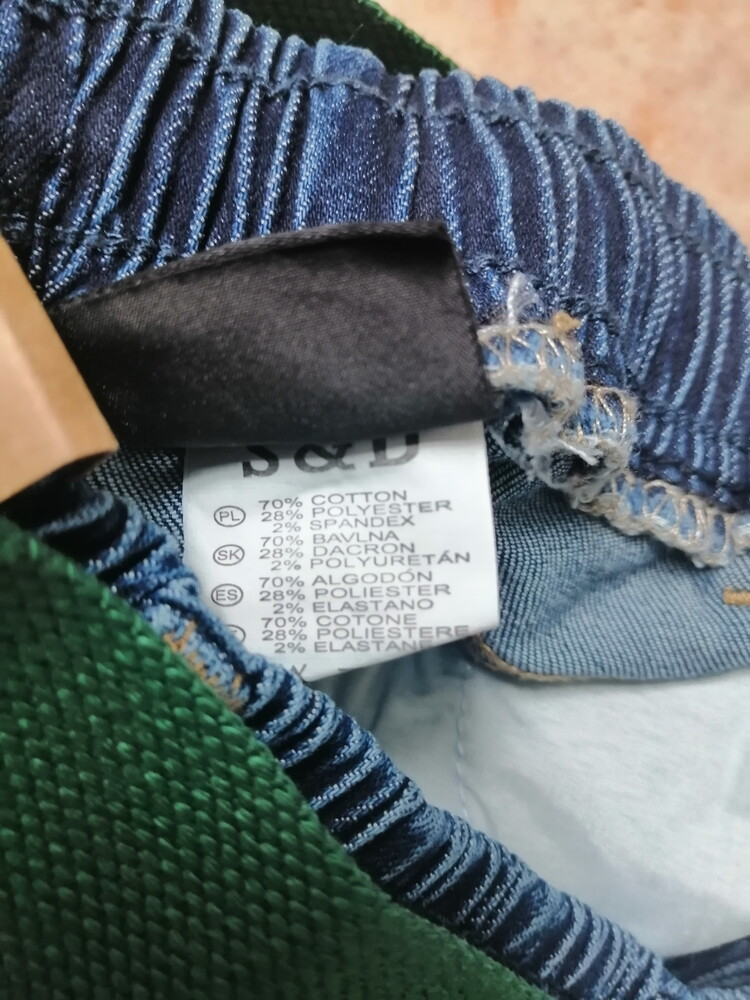 S & D
PL
70% COTTON
28% POLYESTER
2% SPANDEX
SK
70% BAVLNA
28% DACRON
2% POLYURETÁN
ES
70% ALGODÓN
28% POLIESTER
2% ELASTANO
70% COTONE
28% POLIESTERE
2% ELASTANE